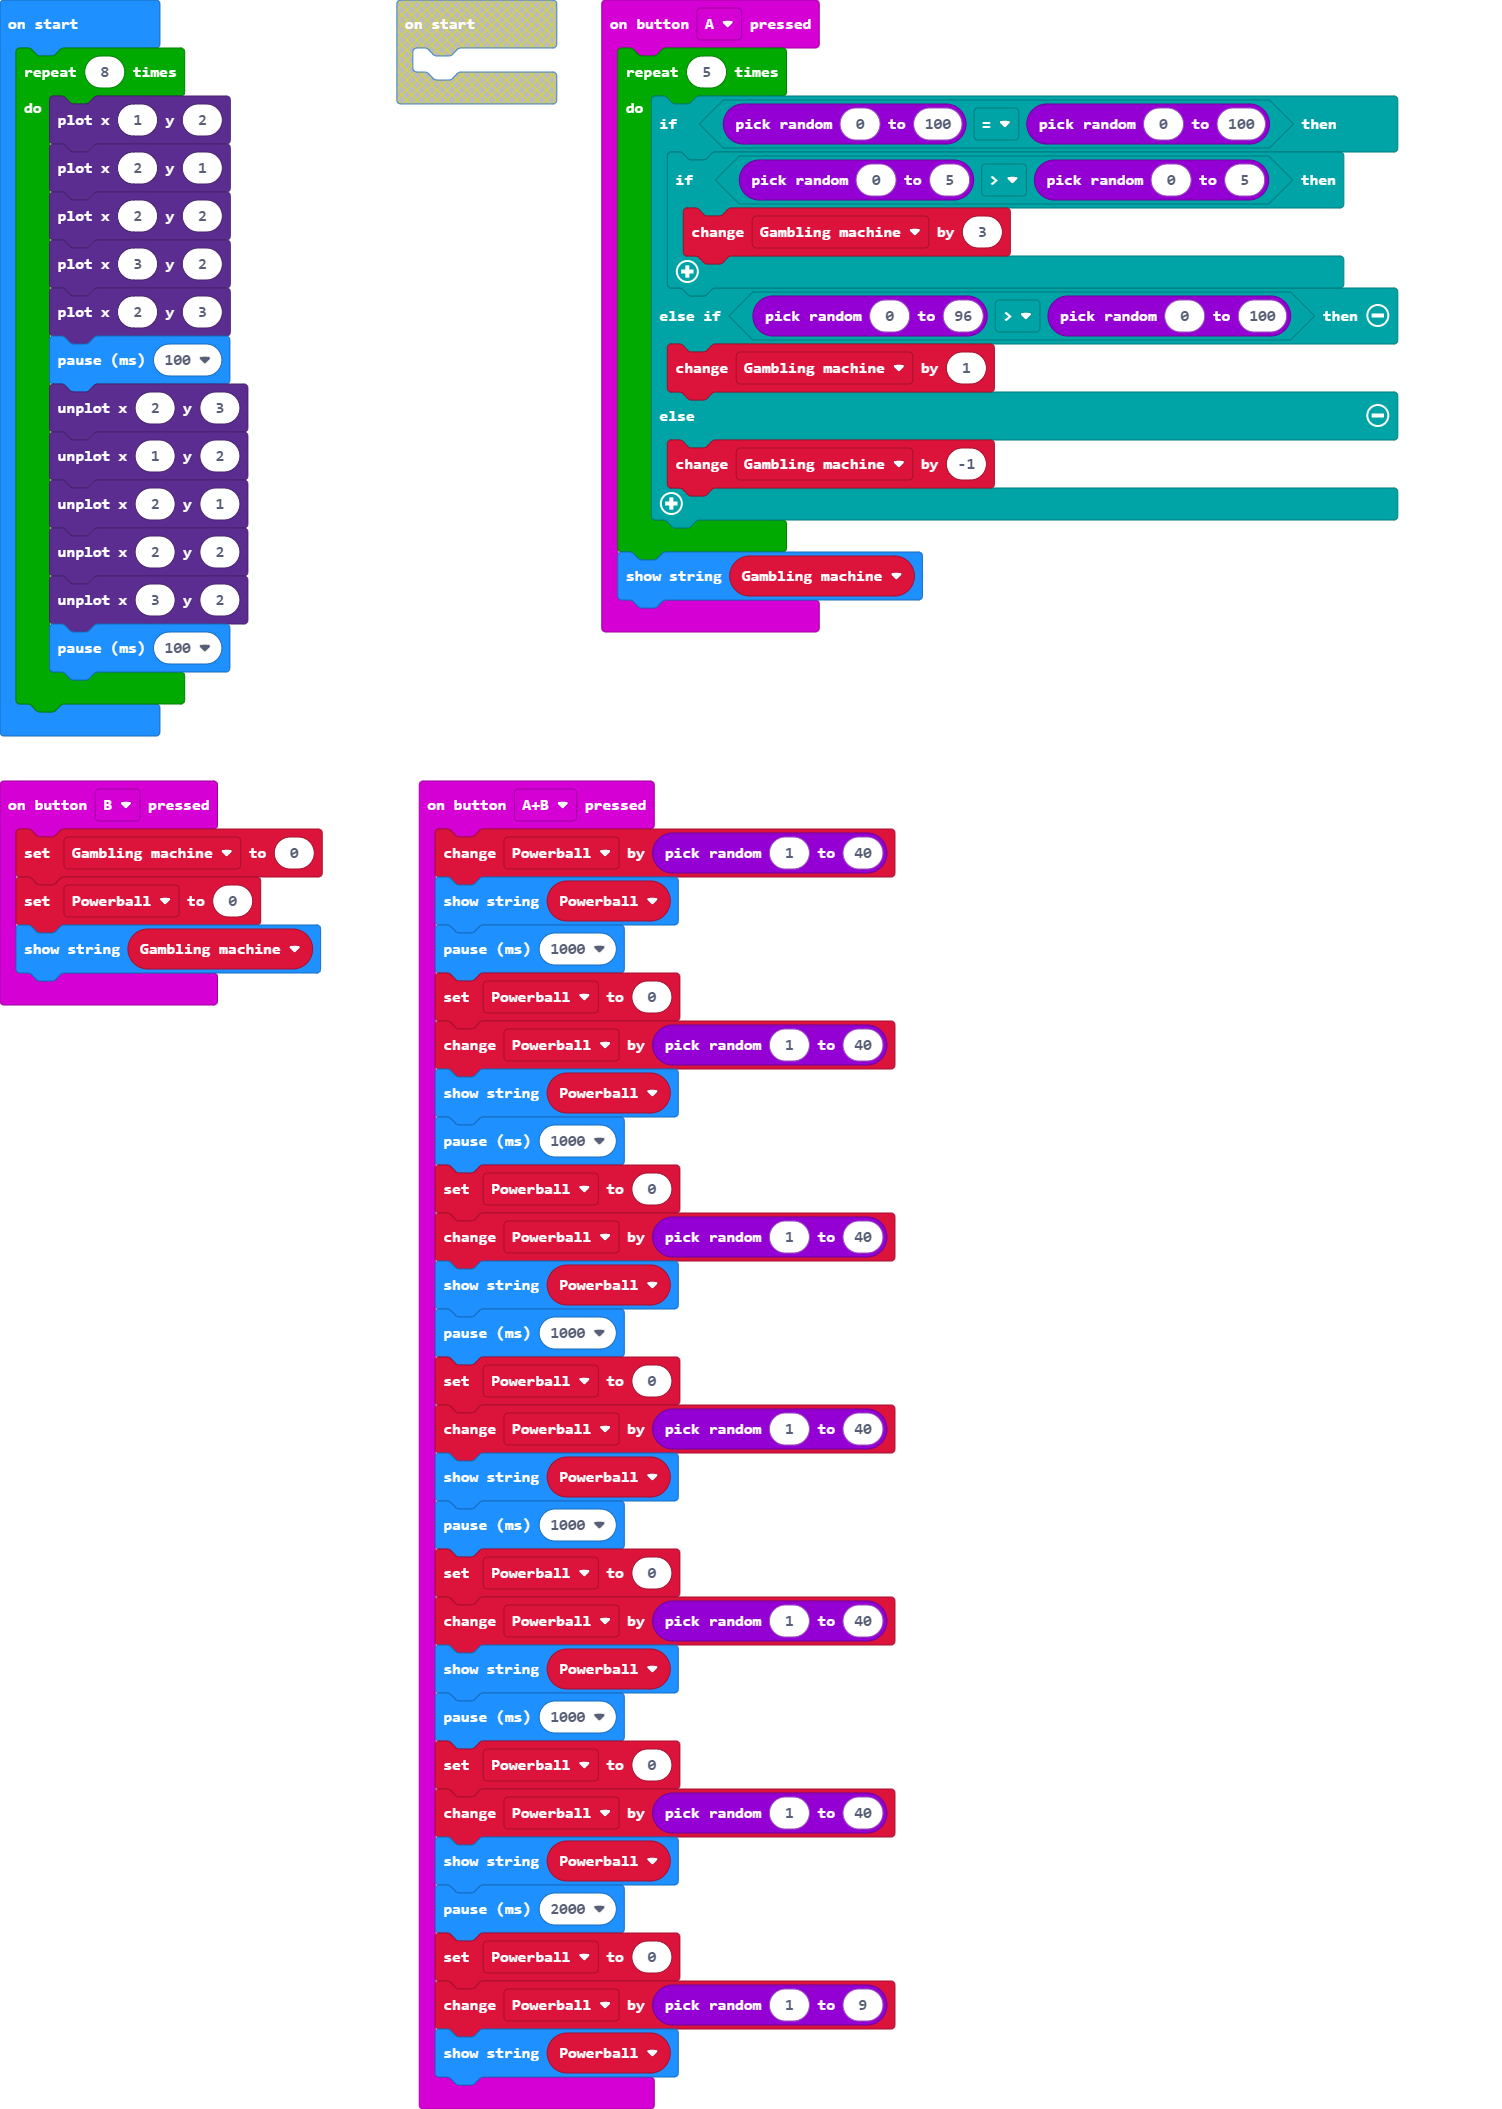 on start
repeat 8 times
do
plot x 1 y 2
plot x 2 y 1
plot x 2 y 2
plot x 3 y 2
plot x 2 y 3
pause (ms) 100
unplot x 2 y 3
unplot x 1 y 2
unplot x 2 y 1
unplot x 2 y 2
unplot x 3 y 2
pause (ms) 100
on start
on button A pressed
repeat 5 times
do
if pick random 0 to 100 = pick random 0 to 100 then
if pick random 0 to 5 > pick random 0 to 5 then
change Gambling machine by 3
else if pick random 0 to 96 > pick random 0 to 100 then
change Gambling machine by 1
else
change Gambling machine by -1
show string Gambling machine
on button B pressed
set Gambling machine to 0
set Powerball to 0
show string Gambling machine
on button A+B pressed
change Powerball by pick random 1 to 40
show string Powerball
pause (ms) 1000
set Powerball to 0
change Powerball by pick random 1 to 40
show string Powerball
pause (ms) 1000
set Powerball to 0
change Powerball by pick random 1 to 40
show string Powerball
pause (ms) 1000
set Powerball to 0
change Powerball by pick random 1 to 40
show string Powerball
pause (ms) 1000
set Powerball to 0
change Powerball by pick random 1 to 40
show string Powerball
pause (ms) 1000
set Powerball to 0
change Powerball by pick random 1 to 40
show string Powerball
pause (ms) 2000
set Powerball to 0
change Powerball by pick random 1 to 9
show string Powerball